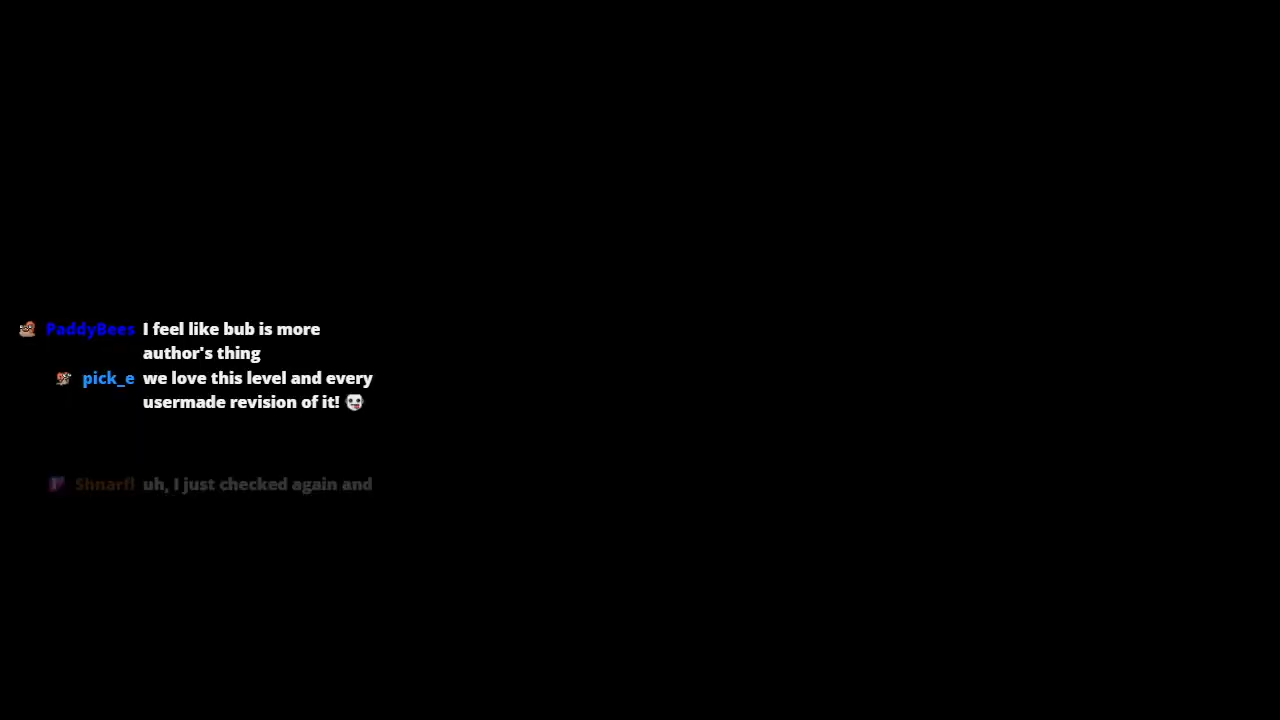 PaddyBees I feel like bub is more
author's thing
pick_e we love this level and every
usermade revision of it!
Shnarfl uh, I just checked again and